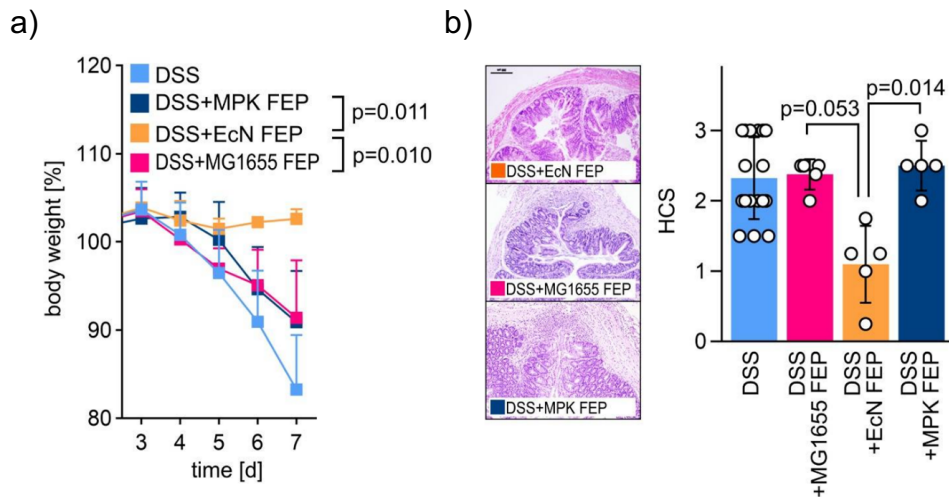 a)
120
110
100
90
80
body weight [%]
3 4 5 6 7
time [d]
DSS
DSS+MPK FEP
DSS+EcN FEP
DSS+MG1655 FEP
p=0.011
p=0.010
b)
DSS+EcN FEP
DSS+MG1655 FEP
DSS+MPK FEP
HCS
3
2
1
0
p=0.053
p=0.014
DSS
DSS
+MG1655 FEP
DSS
+EcN FEP
DSS
+MPK FEP